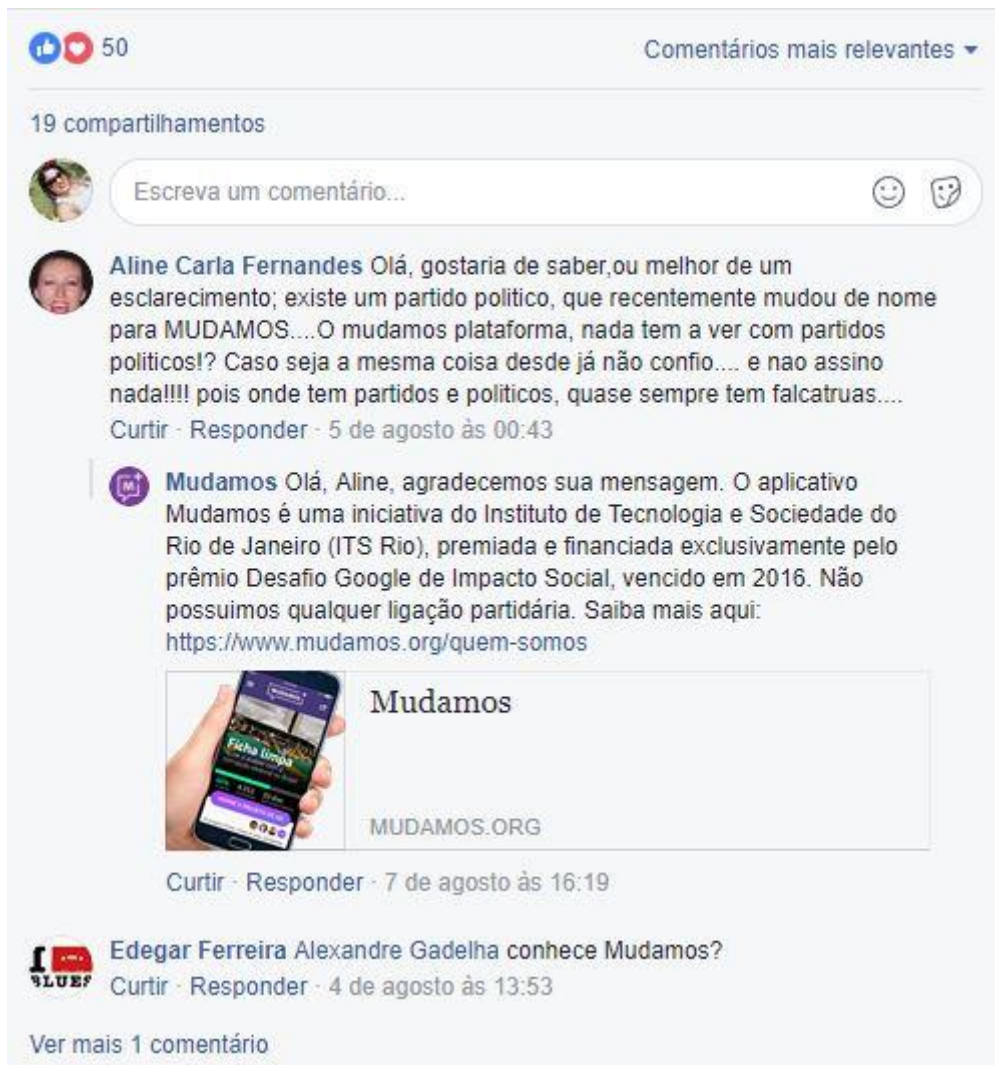 50
Comentários mais relevantes
19 compartilhamentos
Escreva um comentário...
Aline Carla Fernandes Olá, gostaria de saber,ou melhor de um
esclarecimento; existe um partido politico, que recentemente mudou de nome
para MUDAMOS....O mudamos plataforma, nada tem a ver com partidos
politicos!? Caso seja a mesma coisa desde já não confio.... e nao assino
nada!!!! pois onde tem partidos e politicos, quase sempre tem falcatruas....
Curtir · Responder · 5 de agosto às 00:43
Mudamos Olá, Aline, agradecemos sua mensagem. O aplicativo
Mudamos é uma iniciativa do Instituto de Tecnologia e Sociedade do
Rio de Janeiro (ITS Rio), premiada e financiada exclusivamente pelo
prêmio Desafio Google de Impacto Social, vencido em 2016. Não
possuimos qualquer ligação partidária. Saiba mais aqui:
https://www.mudamos.org/quem-somos
Ficha limpa
Mudamos
MUDAMOS.ORG
Curtir · Responder · 7 de agosto às 16:19
I
BLUES
Edegar Ferreira Alexandre Gadelha conhece Mudamos?
Curtir · Responder · 4 de agosto às 13:53
Ver mais 1 comentário